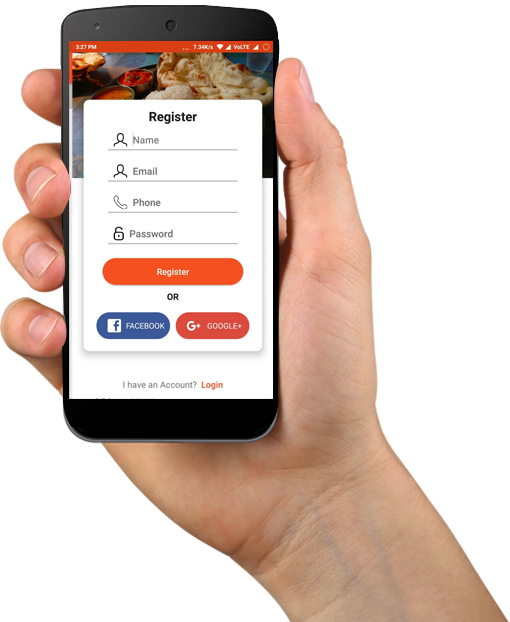 3:27 PM ... 7.34K/s VoLTE
Register
Name
Email
Phone
Password
Register
OR
FACEBOOK G+ GOOGLE+
I have an Account? Login